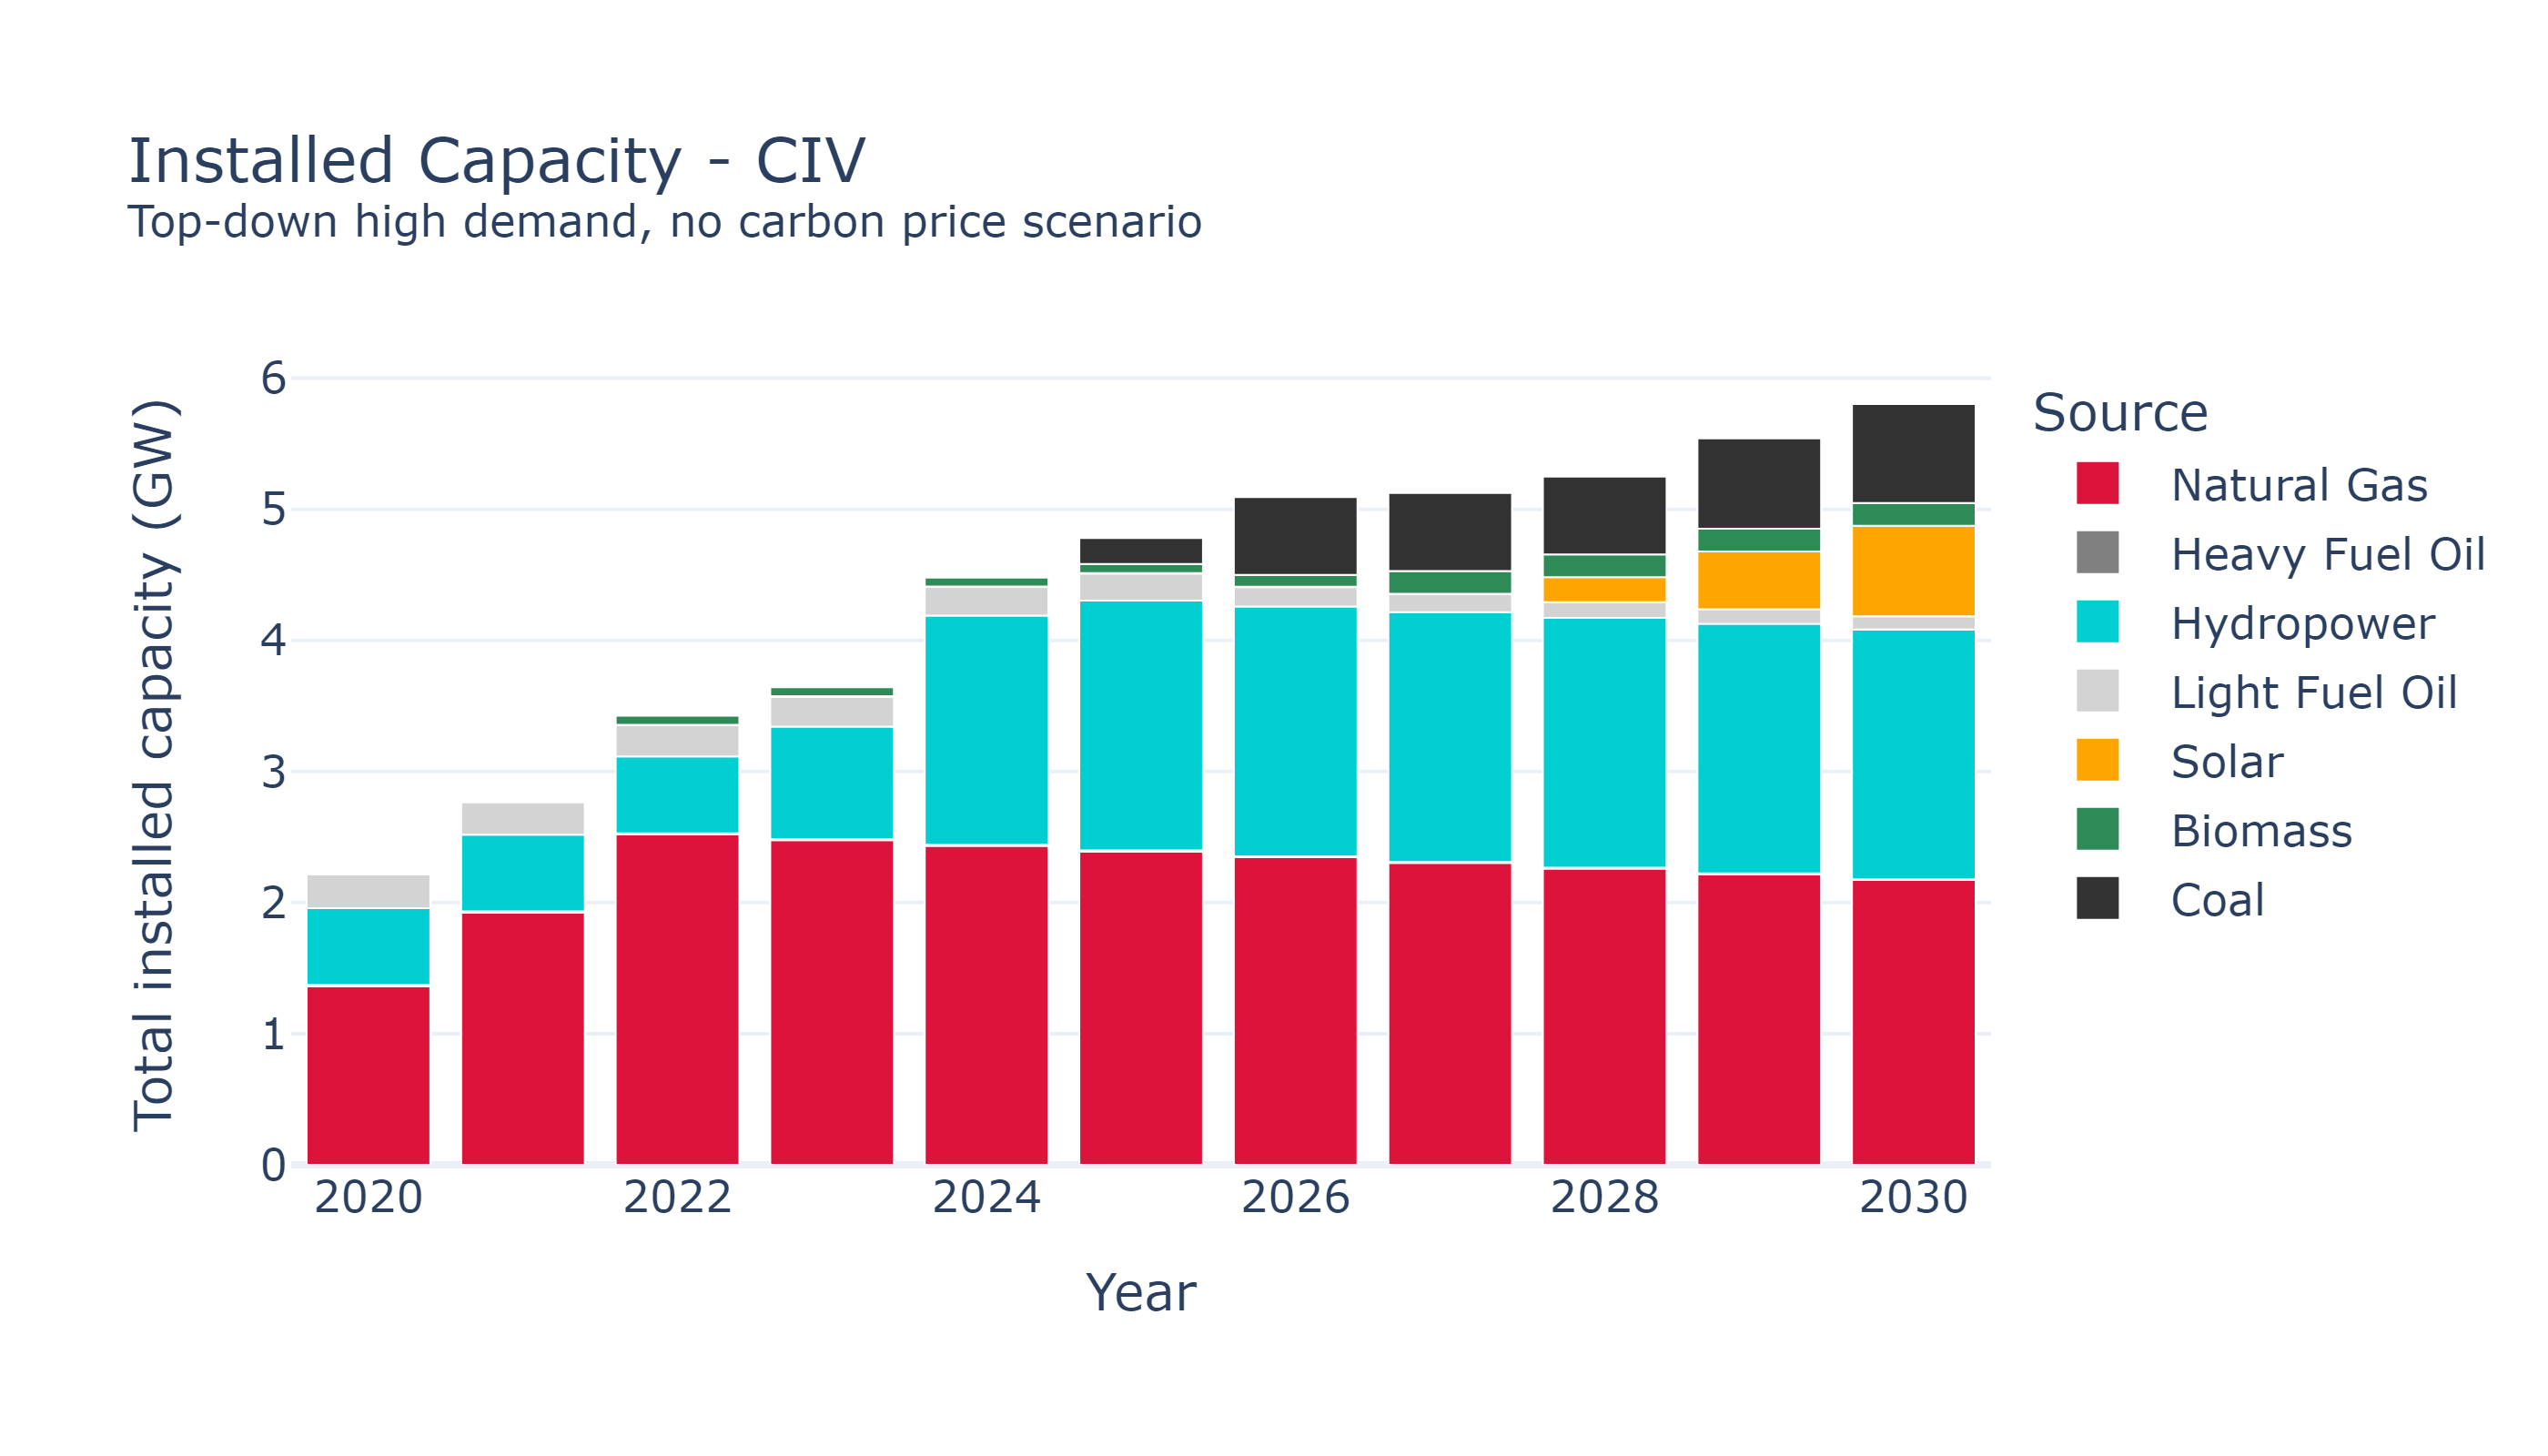 Installed Capacity - CIV
Top-down high demand, no carbon price scenario
Total installed capacity (GW)
6
5
4
3
2
1
0
2020
2022
2024
2026
2028
2030
Year
Source
Natural Gas
Heavy Fuel Oil
Hydropower
Light Fuel Oil
Solar
Biomass
Coal